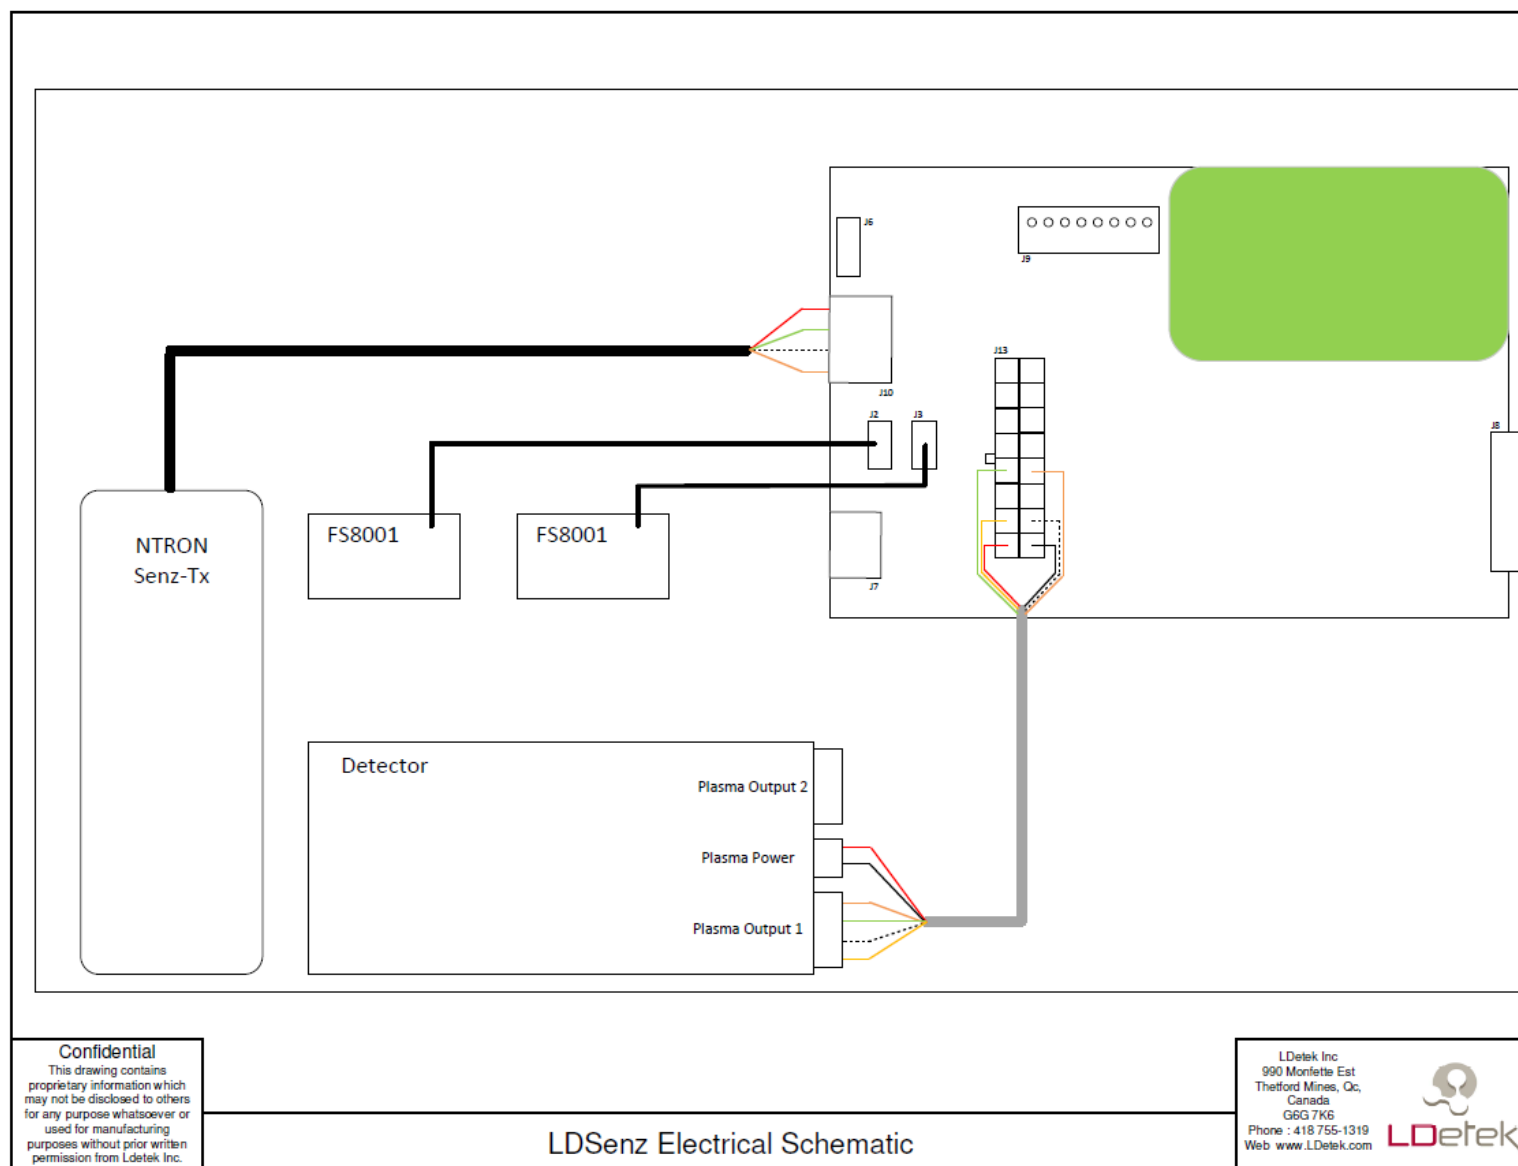 J6
J9
J10
J13
J2
J3
J8
NTRON
Senz-Tx
FS8001
FS8001
J7
Detector
Plasma Output 2
Plasma Power
Plasma Output 1
Confidential
This drawing contains
proprietary information which
may not be disclosed to others
for any purpose whatsoever or
used for manufacturing
purposes without prior written
permission from Ldetek Inc.
LDSenz Electrical Schematic
LDetek Inc
990 Monfette Est
Thetford Mines, Qc,
Canada
G6G 7K6
Phone : 418 755-1319
Web www.LDetek.com
LDetek